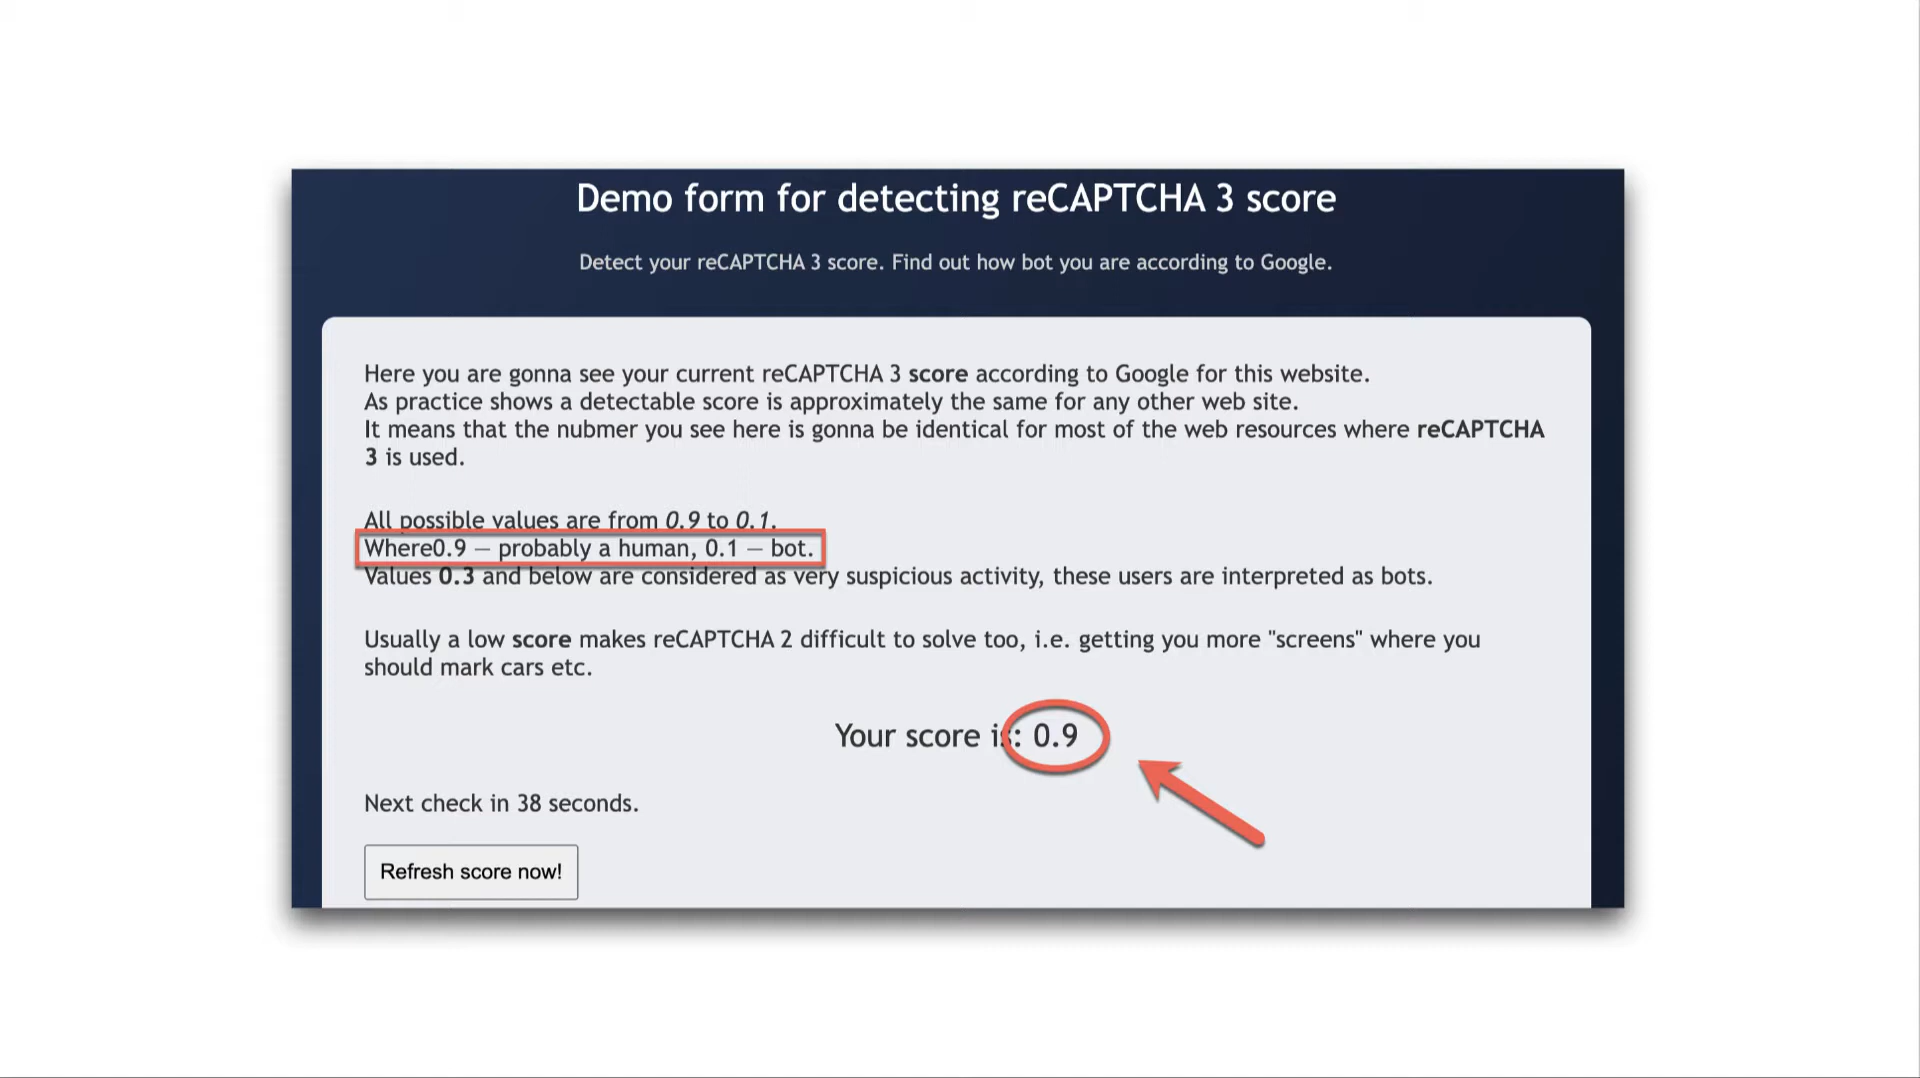 Demo form for detecting reCAPTCHA 3 score
Detect your reCAPTCHA 3 score. Find out how bot you are according to Google.
Here you are gonna see your current reCAPTCHA 3 score according to Google for this website.
As practice shows a detectable score is approximately the same for any other web site.
It means that the nubmer you see here is gonna be identical for most of the web resources where reCAPTCHA
3 is used.
All possible values are from 0.9 to 0.1.
Where0.9 — probably a human, 0.1 — bot.
Values 0.3 and below are considered as very suspicious activity, these users are interpreted as bots.
Usually a low score makes reCAPTCHA 2 difficult to solve too, i.e. getting you more "screens" where you
should mark cars etc.
Your score is: 0.9
Next check in 38 seconds.
Refresh score now!